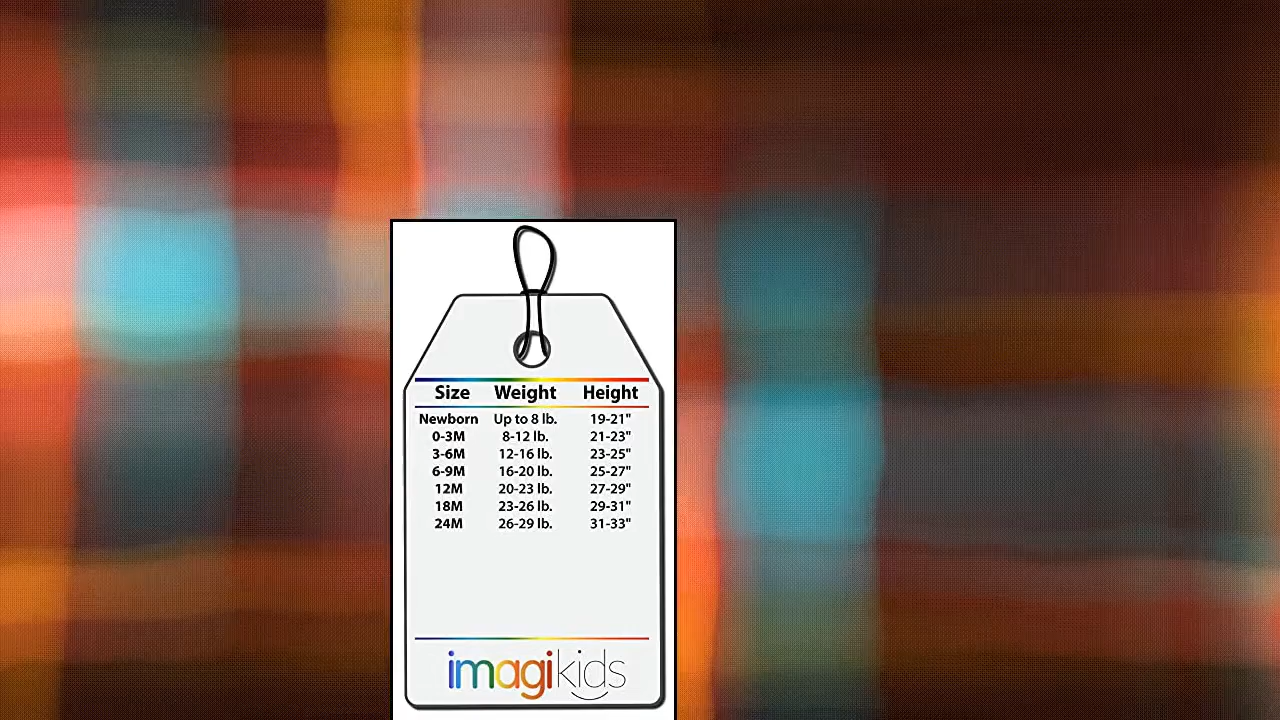 Size Weight Height
Newborn Up to 8 lb. 19-21"
0-3M 8-12 lb. 21-23"
3-6M 12-16 lb. 23-25"
6-9M 16-20 lb. 25-27"
12M 20-23 lb. 27-29"
18M 23-26 lb. 29-31"
24M 26-29 lb. 31-33"
imagikids